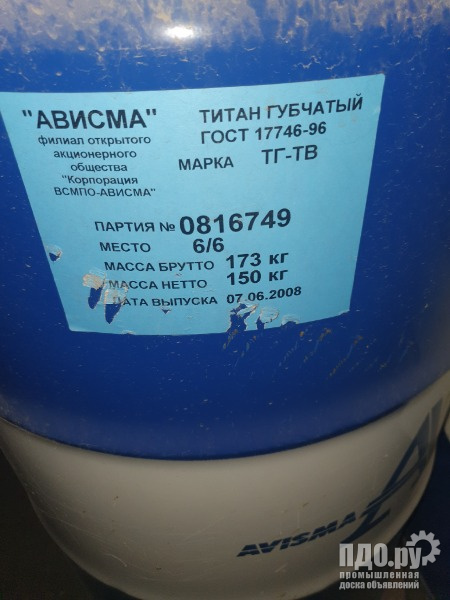 "АВИСМА"
филиал открытого
акционерного
общества
"Корпорация
ВСМПО-АВИСМА"
ТИТАН ГУБЧАТЫЙ
ГОСТ 17746-96
МАРКА ТГ-ТВ
ПАРТИЯ № 0816749
МЕСТО 6/6
МАССА БРУТТО 173 кг
МАССА НЕТТО 150 кг
ДАТА ВЫПУСКА 07.06.2008
AVISMA
ПДО.ру
промышленная
доска объявлений